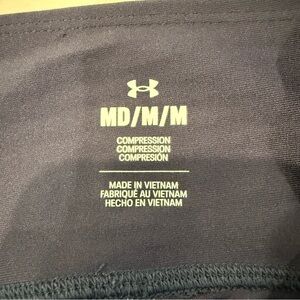 MD/M/M
COMPRESSION
COMPRESSION
COMPRESIÓN
MADE IN VIETNAM
FABRIQUÉ AU VIETNAM
HECHO EN VIETNAM